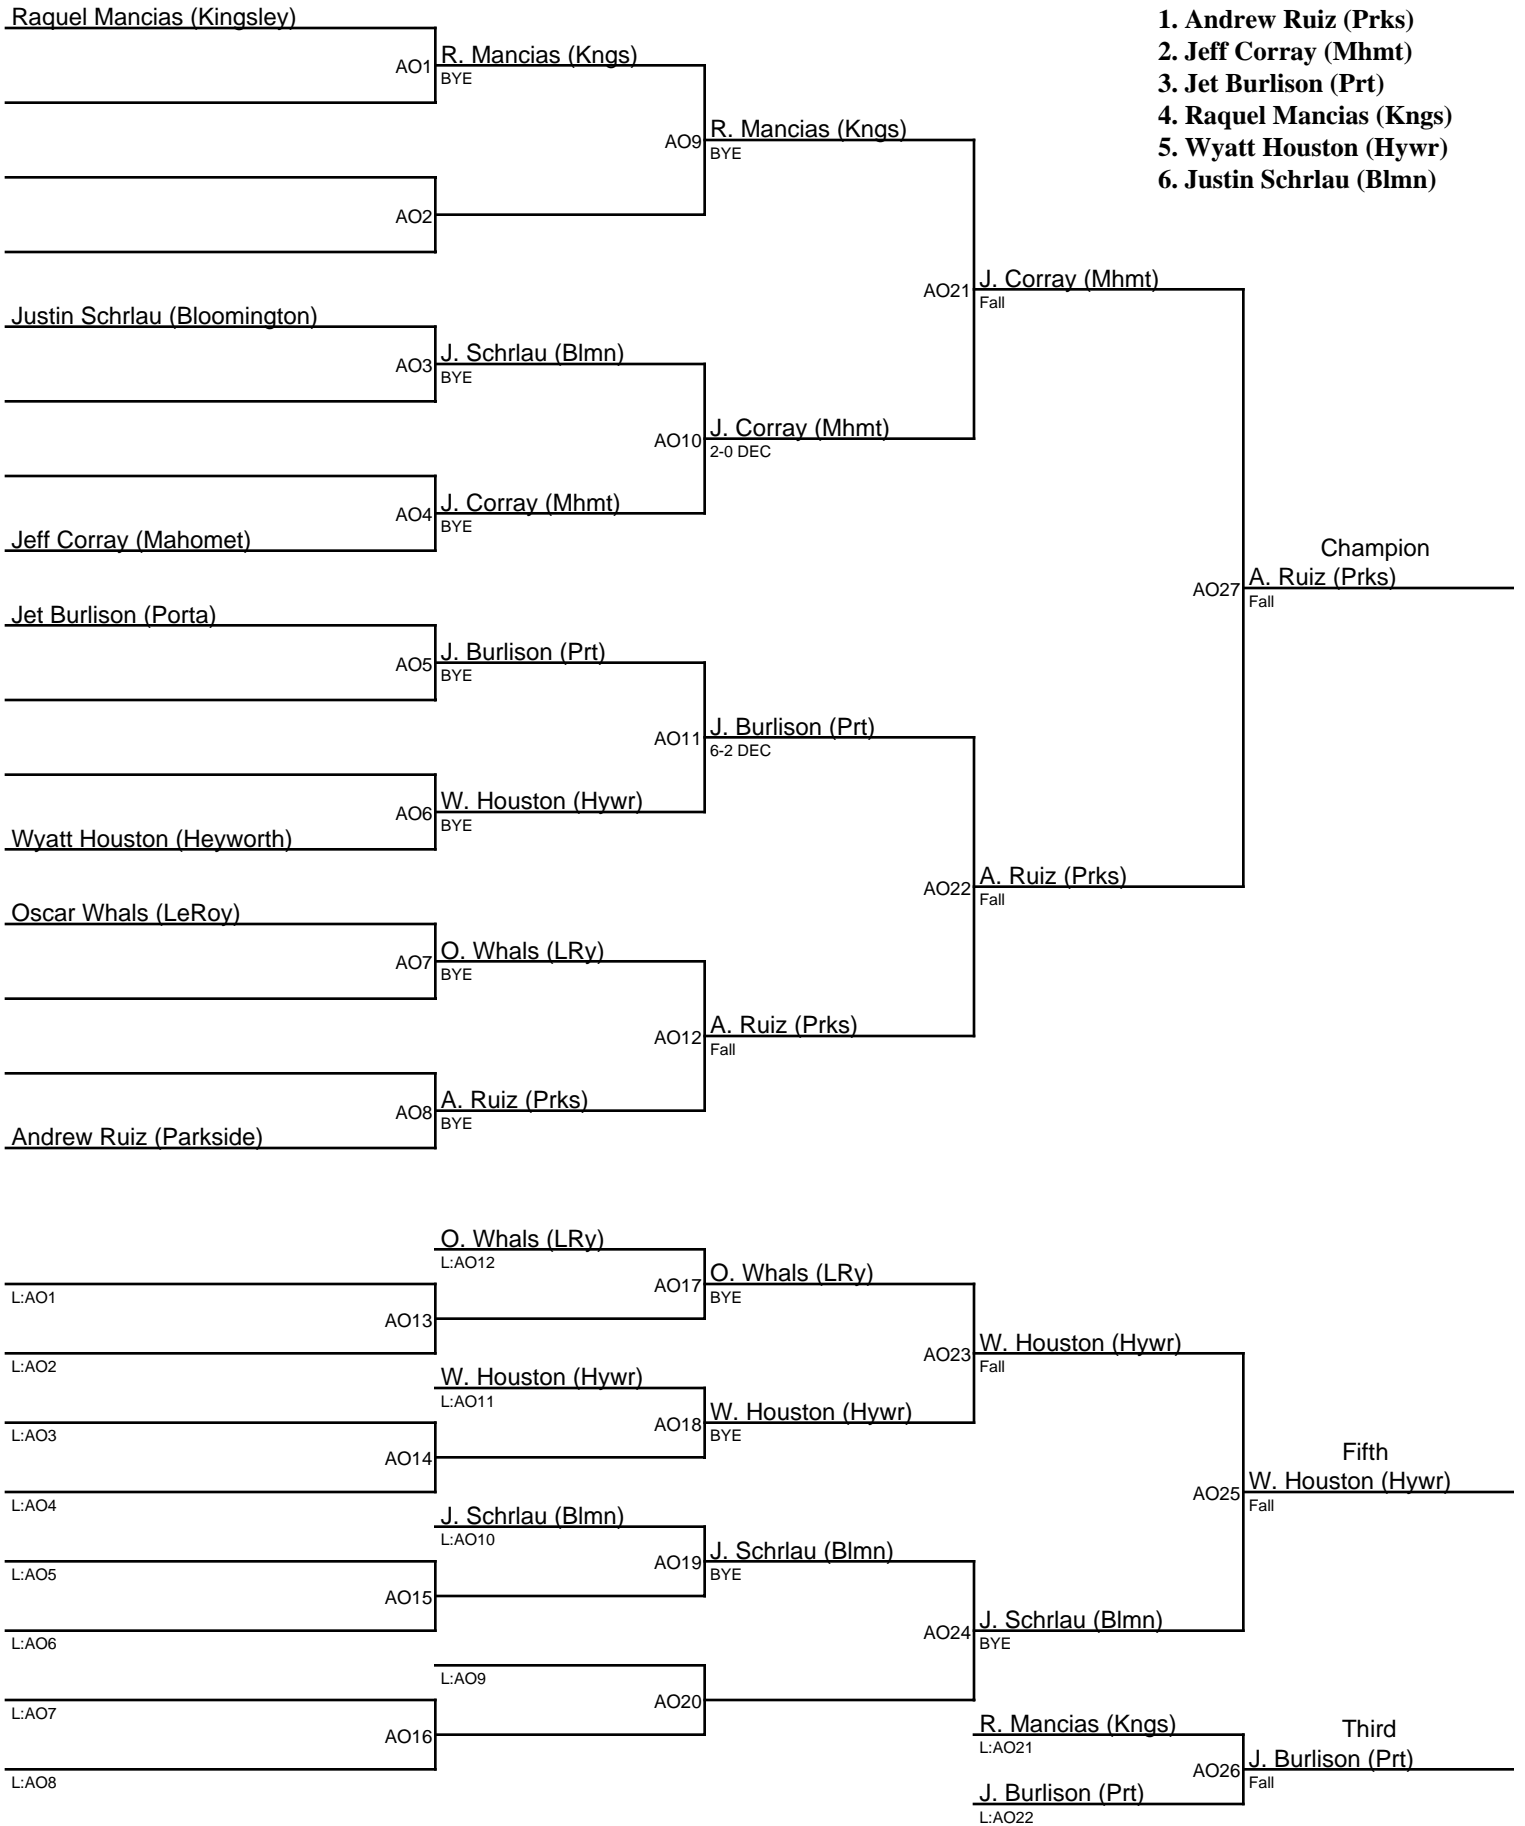 Raquel Mancias (Kingsley)
AO1
R. Mancias (Kngs)
BYE
AO2
AO9
R. Mancias (Kngs)
BYE
Justin Schrlau (Bloomington)
AO3
J. Schrlau (Blmn)
BYE
AO4
J. Corray (Mhmt)
BYE
Jeff Corray (Mahomet)
AO10
J. Corray (Mhmt)
2-0 DEC
AO21
J. Corray (Mhmt)
Fall
Jet Burlison (Porta)
AO5
J. Burlison (Prt)
BYE
AO6
W. Houston (Hywr)
BYE
Wyatt Houston (Heyworth)
AO11
J. Burlison (Prt)
6-2 DEC
Oscar Whals (LeRoy)
AO7
O. Whals (LRy)
BYE
AO8
A. Ruiz (Prks)
BYE
Andrew Ruiz (Parkside)
AO12
A. Ruiz (Prks)
Fall
AO22
A. Ruiz (Prks)
Fall
Champion
AO27
A. Ruiz (Prks)
Fall
1. Andrew Ruiz (Prks)
2. Jeff Corray (Mhmt)
3. Jet Burlison (Prt)
4. Raquel Mancias (Kngs)
5. Wyatt Houston (Hywr)
6. Justin Schrlau (Blmn)
O. Whals (LRy)
L:AO12
L:AO1
AO13
L:AO2
AO17
O. Whals (LRy)
BYE
W. Houston (Hywr)
L:AO11
L:AO3
AO14
L:AO4
AO18
W. Houston (Hywr)
BYE
AO23
W. Houston (Hywr)
Fall
J. Schrlau (Blmn)
L:AO10
L:AO5
AO15
L:AO6
AO19
J. Schrlau (Blmn)
BYE
L:AO9
L:AO7
AO16
L:AO8
AO20
AO24
J. Schrlau (Blmn)
BYE
Fifth
AO25
W. Houston (Hywr)
Fall
R. Mancias (Kngs)
L:AO21
J. Burlison (Prt)
L:AO22
Third
AO26
J. Burlison (Prt)
Fall